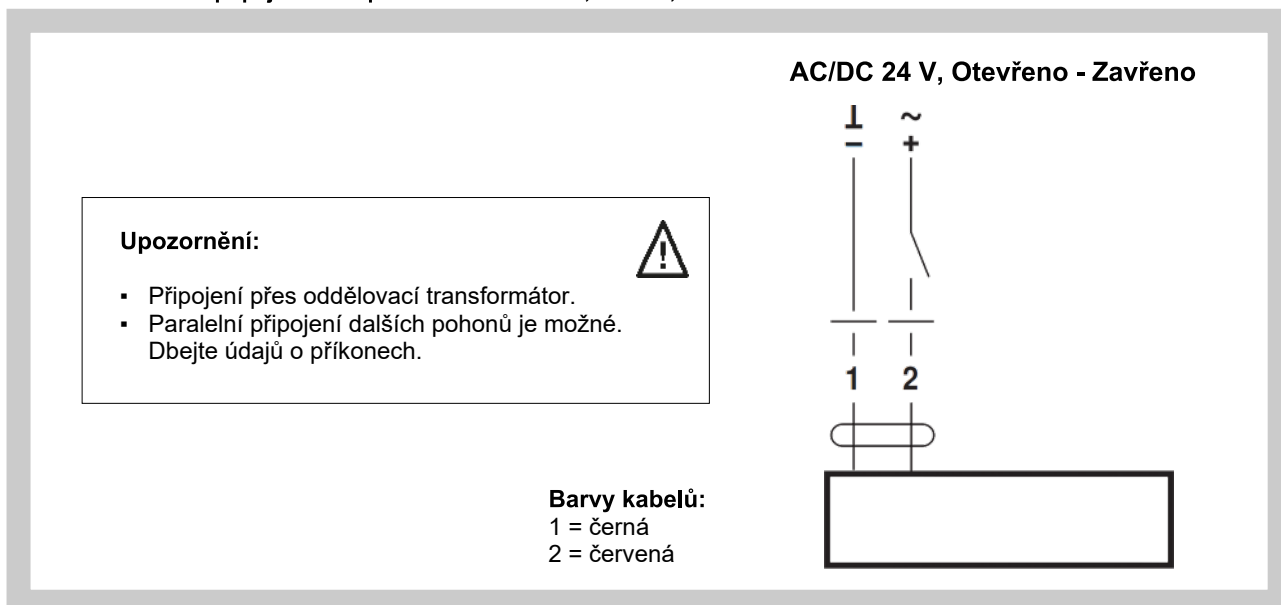 AC/DC 24 V, Otevřeno - Zavřeno
⊥ ~
− +
Upozornění:
▪ Připojení přes oddělovací transformátor.
▪ Paralelní připojení dalších pohonů je možné.
Dbejte údajů o příkonech.
1 2
Barvy kabelů:
1 = černá
2 = červená